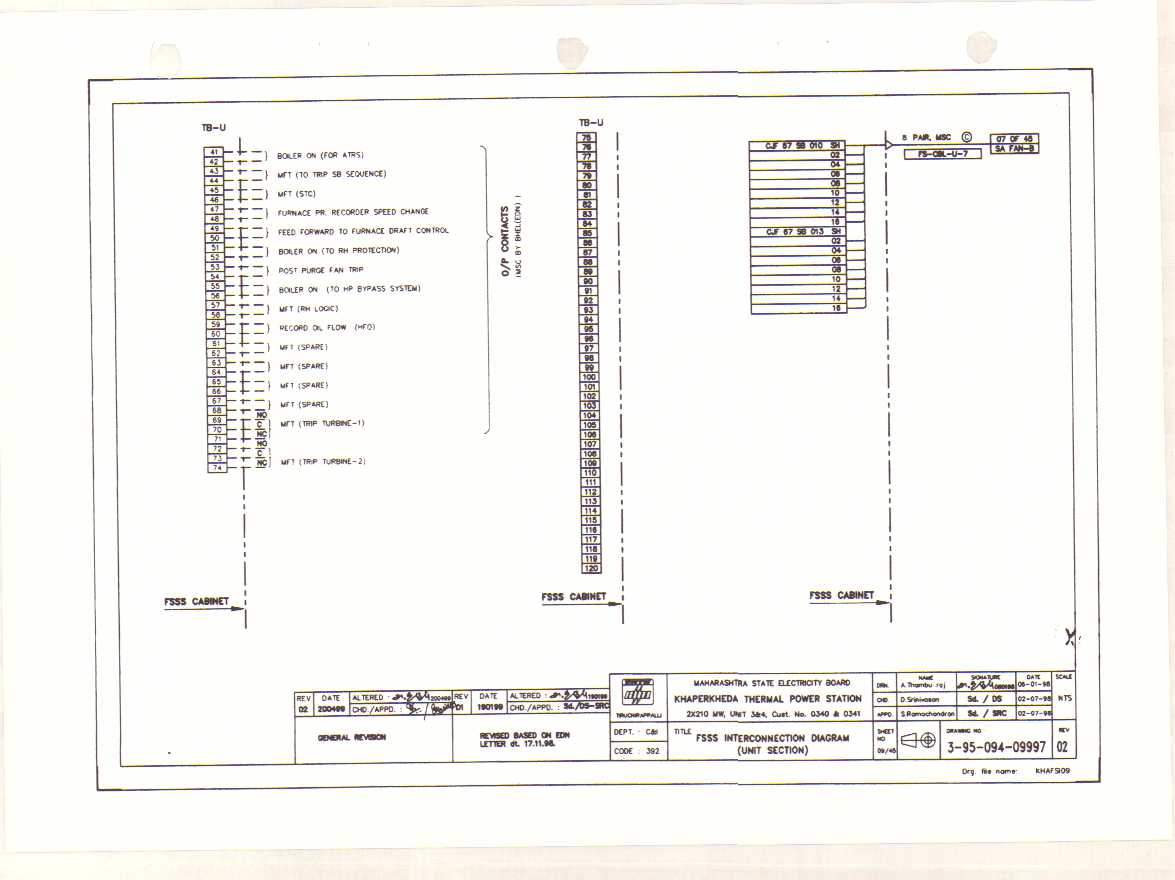 TB-U
41
42
43
44
45
46
47
48
49
50
51
52
53
54
55
56
57
58
59
60
61
62
63
64
65
66
67
68
69
70
71
72
73
74
BOILER ON (FOR ATRS)
MFT (TO TRIP SB SEQUENCE)
MFT (STC)
FURNACE PR. RECORDER SPEED CHANGE
FEED FORWARD TO FURNACE DRAFT CONTROL
BOILER ON (TO RH PROTECTION)
POST PURGE FAN TRIP
BOILER ON (TO HP BYPASS SYSTEM)
MFT (RH LOGIC)
RECORD OIL FLOW (HFO)
MFT (SPARE)
MFT (SPARE)
MFT (SPARE)
MFT (SPARE)
NO
C
NC
MFT (TRIP TURBINE-1)
NO
C
NC
MFT (TRIP TURBINE-2)
O/P CONTACTS
(MSC BY BHEL(EDN)
FSSS CABINET
TB-U
75
76
77
78
79
80
81
82
83
84
85
86
87
88
89
90
91
92
93
94
95
96
97
98
99
100
101
102
103
104
105
106
107
108
109
110
111
112
113
114
115
116
117
118
119
120
FSSS CABINET
CJF 67 SB 010 SH
02
04
06
08
10
12
14
16
CJF 67 SB 013 SH
02
04
06
08
10
12
14
16
8 PAIR, MSC C
FS-CBL-U-7
07 OF 45
SA FAN-B
FSSS CABINET
REV DATE ALTERED : 200499
02 200499 CHD./APPD. :
GENERAL REVISION
REV DATE ALTERED : 190199
01 190199 CHD./APPD. : Sd./DS-SRC
REVISED BASED ON EDN
LETTER dt. 17.11.98.
TIRUCHIRAPPALLI
MAHARASHTRA STATE ELECTRICITY BOARD
KHAPERKHEDA THERMAL POWER STATION
2X210 MW, UNIT 3&4, Cust. No. 0340 & 0341
DEPT. : C&I
CODE : 392
TITLE
FSSS INTERCONNECTION DIAGRAM
(UNIT SECTION)
NAME SIGNATURE DATE SCALE
DRN. A.Thambu raj 06-01-98
CHD D.Srinivasan Sd. / DS 02-07-98 NTS
APPD. S.Ramachandran Sd. / SRC 02-07-98
SHEET NO
09/45
DRAWING NO
3-95-094-09997
REV
02
Drg. file name: KHAFSI09